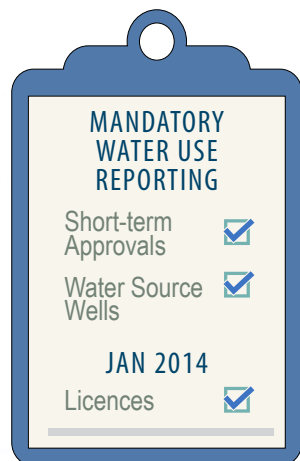 MANDATORY
WATER USE
REPORTING
Short-term
Approvals
Water Source
Wells
JAN 2014
Licences